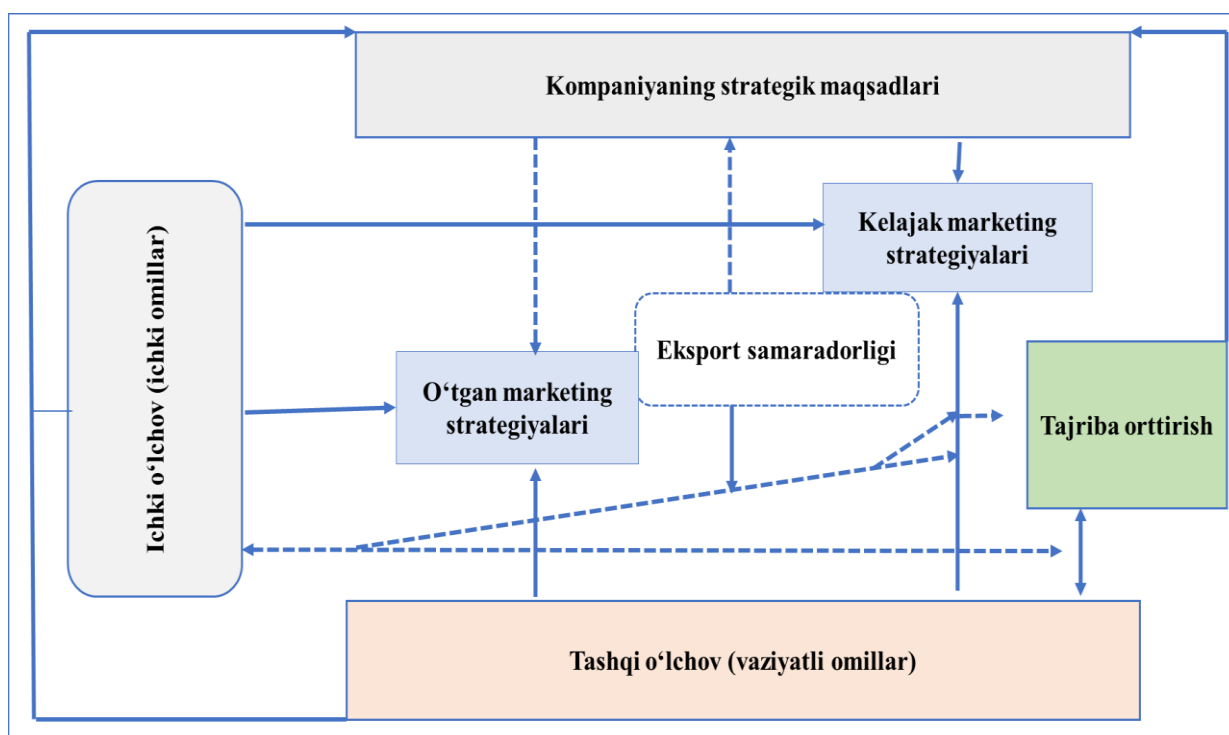 Kompaniyaning strategik maqsadlari
Kelajak marketing
strategiyalari
Ichki o‘lchov (ichki omillar)
Eksport samaradorligi
O‘tgan marketing
strategiyalari
Tajriba orttirish
Tashqi o‘lchov (vaziyatli omillar)